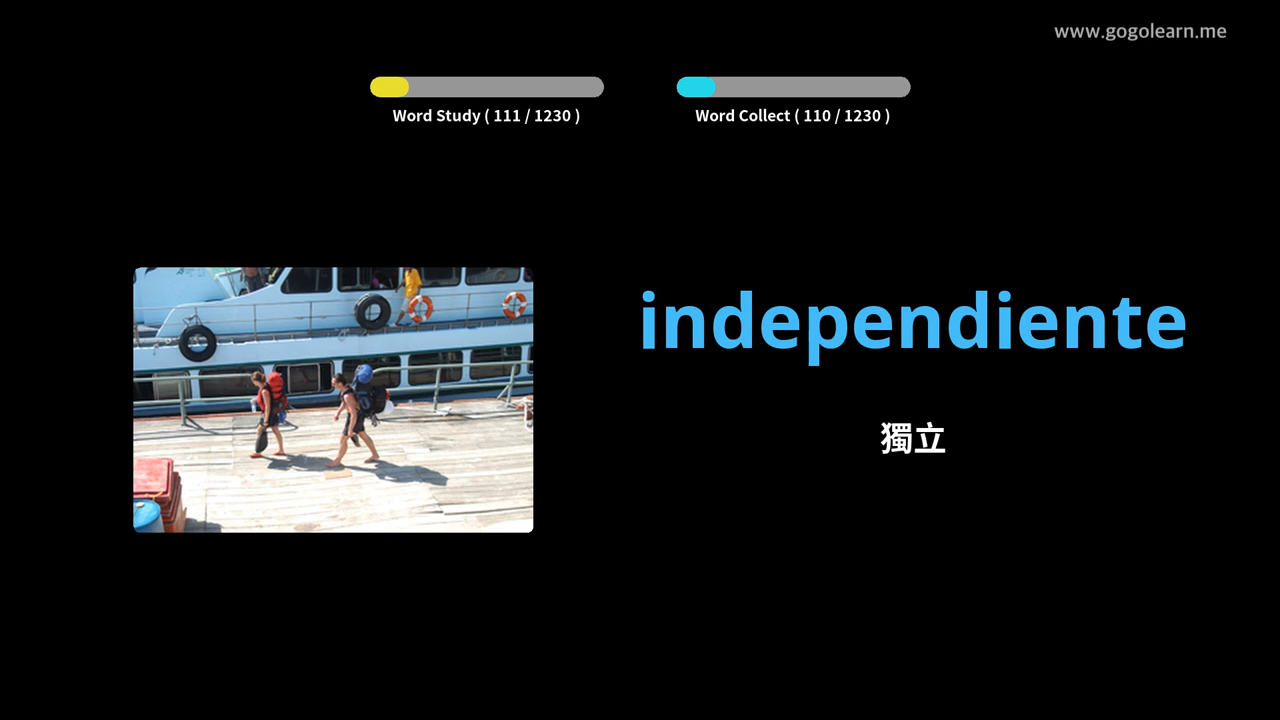 www.gogolearn.me
Word Study ( 111 / 1230 )
Word Collect ( 110 / 1230 )
independiente
獨立